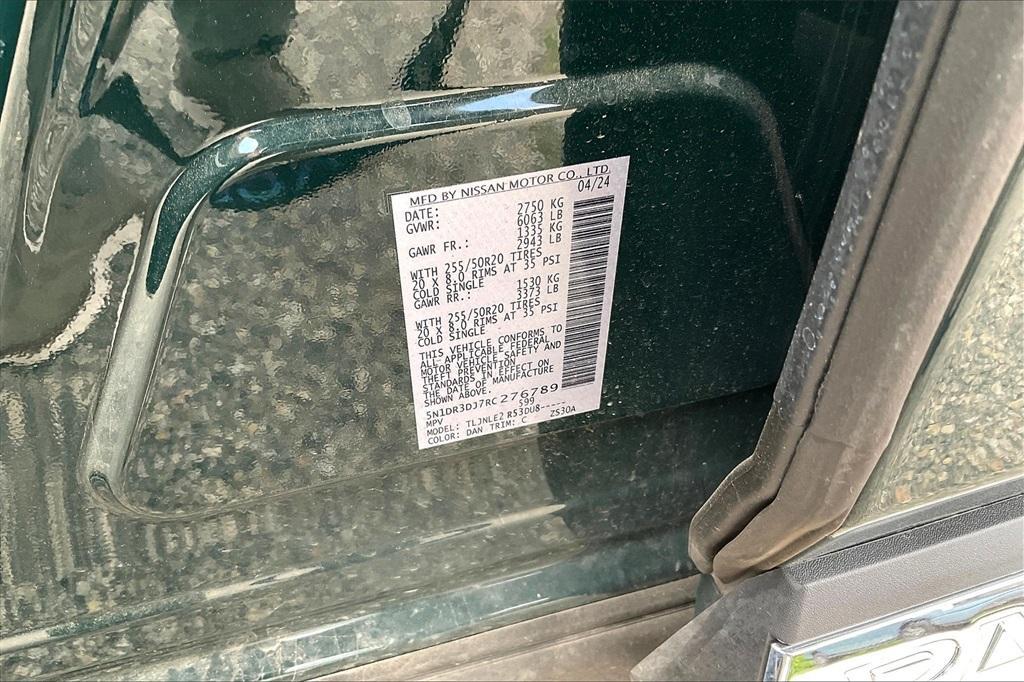 MFD BY NISSAN MOTOR CO., LTD
DATE: 04/24
GVWR: 2750 KG
6063 LB
GAWR FR.: 1335 KG
2943 LB
WITH 255/50R20 TIRES
20 X 8.0 RIMS AT 35 PSI
COLD SINGLE
GAWR RR.: 1530 KG
3373 LB
WITH 255/50R20 TIRES
20 X 8.0 RIMS AT 35 PSI
COLD SINGLE
THIS VEHICLE CONFORMS TO
ALL APPLICABLE FEDERAL
MOTOR VEHICLE SAFETY AND
THEFT PREVENTION
STANDARDS IN EFFECT ON
THE DATE OF MANUFACTURE
SHOWN ABOVE.
5N1DR3DJ7RC276789
MPV 599
MODEL: TLJNLE2 R53DU8-----
COLOR: DAN TRIM: C ZS30A
PA